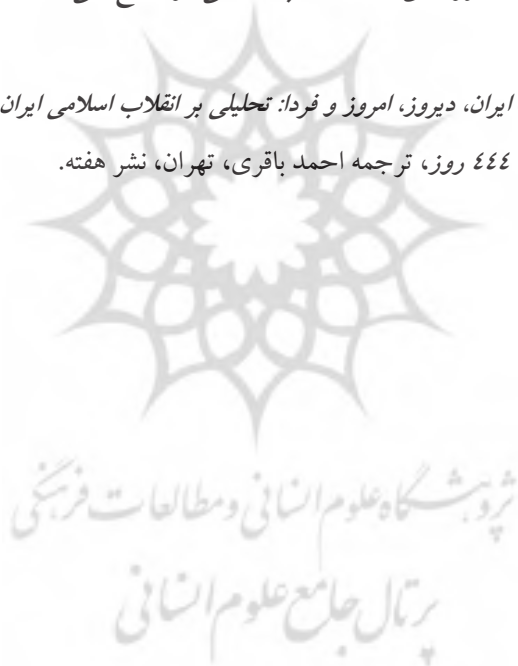 ایران، دیروز، امروز و فردا: تحلیلی بر انقلاب اسلامی ایران
٤٤٤ روز، ترجمه احمد باقری، تهران، نشر هفته.
پژوهشگاه علوم انسانی و مطالعات فرهنگی
پرتال جامع علوم انسانی